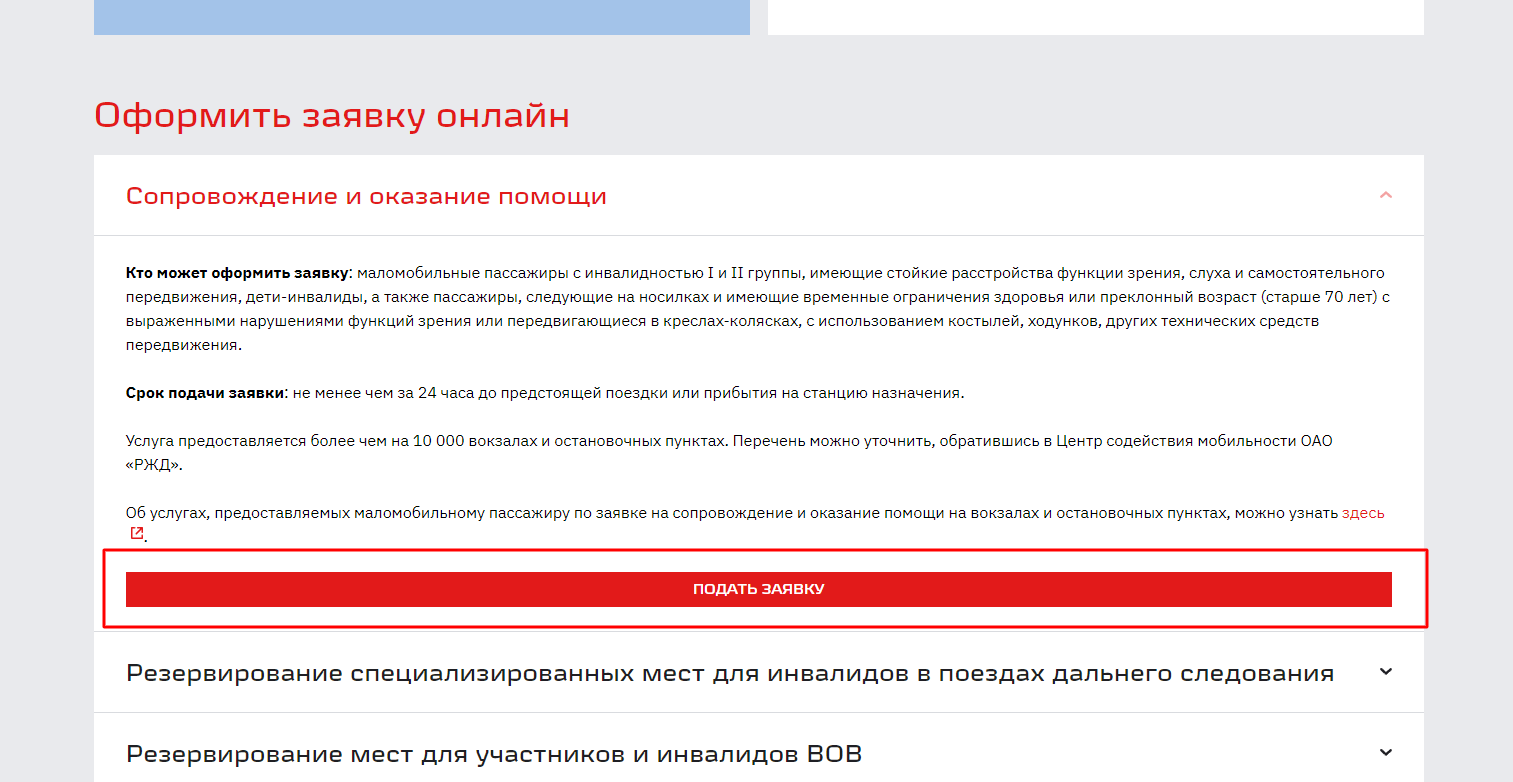 Оформить заявку онлайн
Сопровождение и оказание помощи
Кто может оформить заявку: маломобильные пассажиры с инвалидностью I и II группы, имеющие стойкие расстройства функции зрения, слуха и самостоятельного
передвижения, дети-инвалиды, а также пассажиры, следующие на носилках и имеющие временные ограничения здоровья или преклонный возраст (старше 70 лет) с
выраженными нарушениями функций зрения или передвигающиеся в креслах-колясках, с использованием костылей, ходунков, других технических средств
передвижения.
Срок подачи заявки: не менее чем за 24 часа до предстоящей поездки или прибытия на станцию назначения.
Услуга предоставляется более чем на 10 000 вокзалах и остановочных пунктах. Перечень можно уточнить, обратившись в Центр содействия мобильности ОАО
«РЖД».
Об услугах, предоставляемых маломобильному пассажиру по заявке на сопровождение и оказание помощи на вокзалах и остановочных пунктах, можно узнать здесь
.
ПОДАТЬ ЗАЯВКУ
Резервирование специализированных мест для инвалидов в поездах дальнего следования
Резервирование мест для участников и инвалидов ВОВ